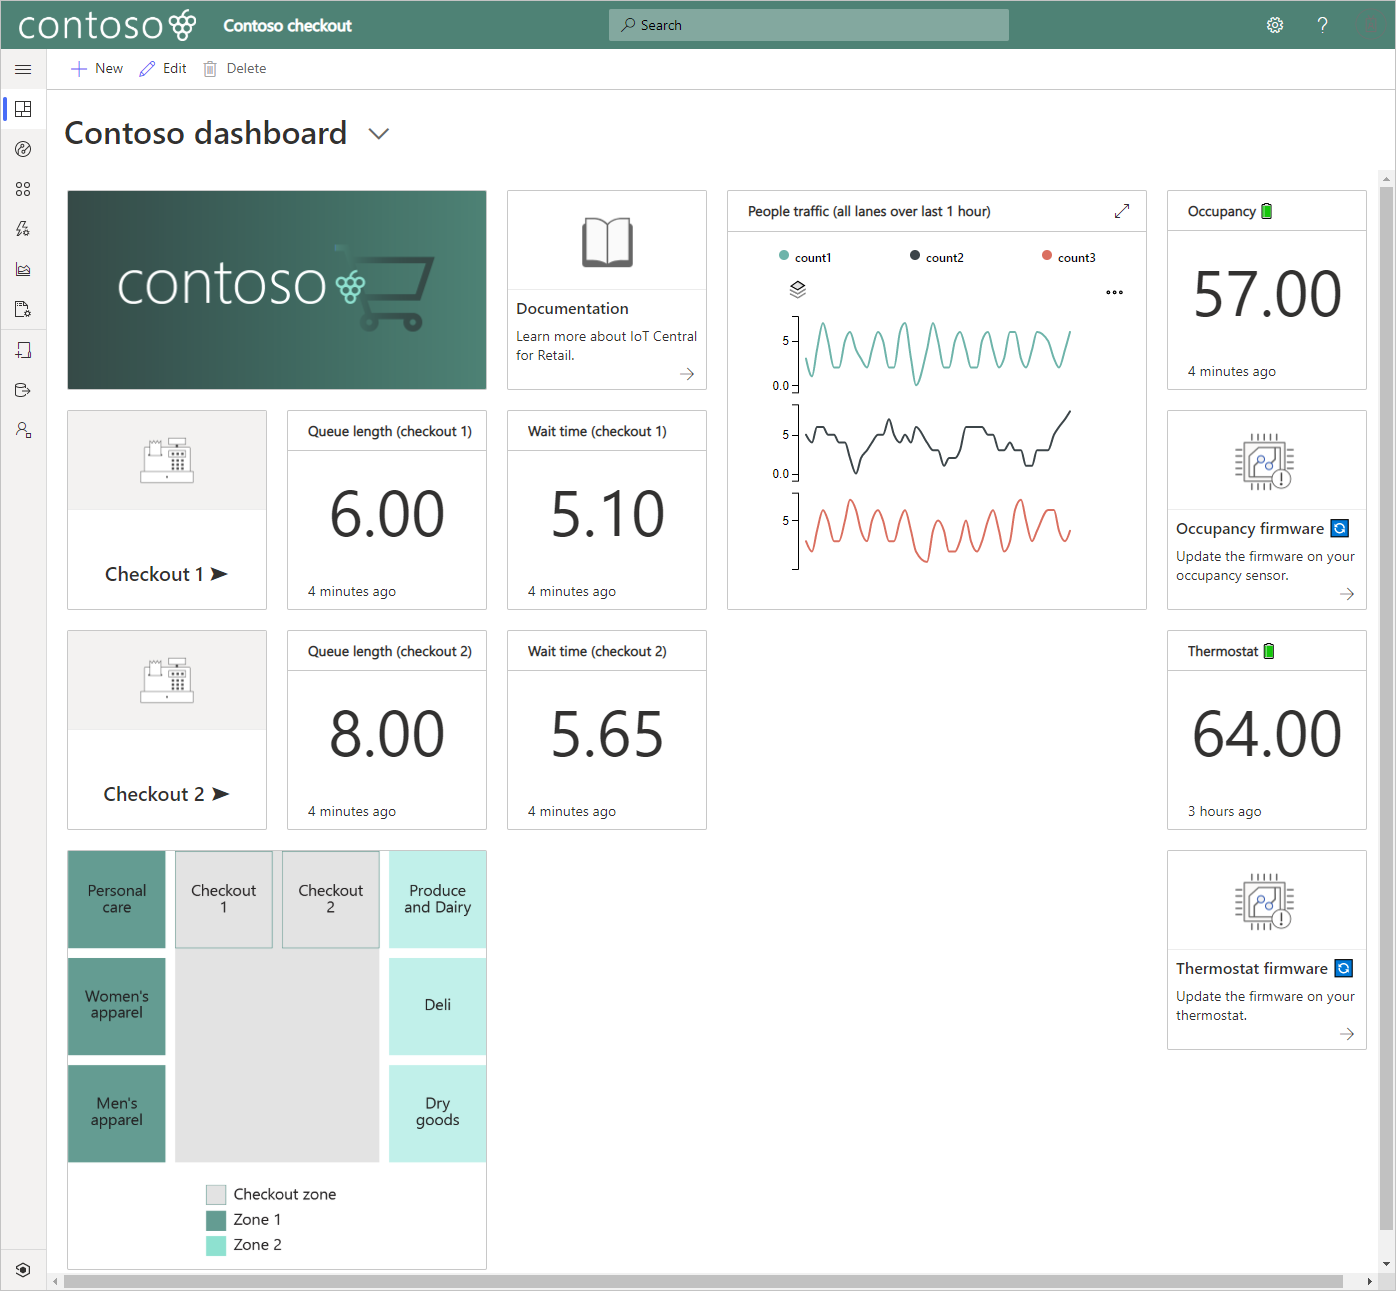 contoso
Contoso checkout
Search
?
New
Edit
Delete
Contoso dashboard
contoso
Documentation
Learn more about IoT Central
for Retail.
People traffic (all lanes over last 1 hour)
count1
count2
count3
5
0.0
5
0.0
5
Occupancy
57.00
4 minutes ago
Checkout 1
Queue length (checkout 1)
6.00
4 minutes ago
Wait time (checkout 1)
5.10
4 minutes ago
Occupancy firmware
Update the firmware on your
occupancy sensor.
Checkout 2
Queue length (checkout 2)
8.00
4 minutes ago
Wait time (checkout 2)
5.65
4 minutes ago
Thermostat
64.00
3 hours ago
Personal
care
Checkout
1
Checkout
2
Produce
and Dairy
Women's
apparel
Deli
Men's
apparel
Dry
goods
Checkout zone
Zone 1
Zone 2
Thermostat firmware
Update the firmware on your
thermostat.